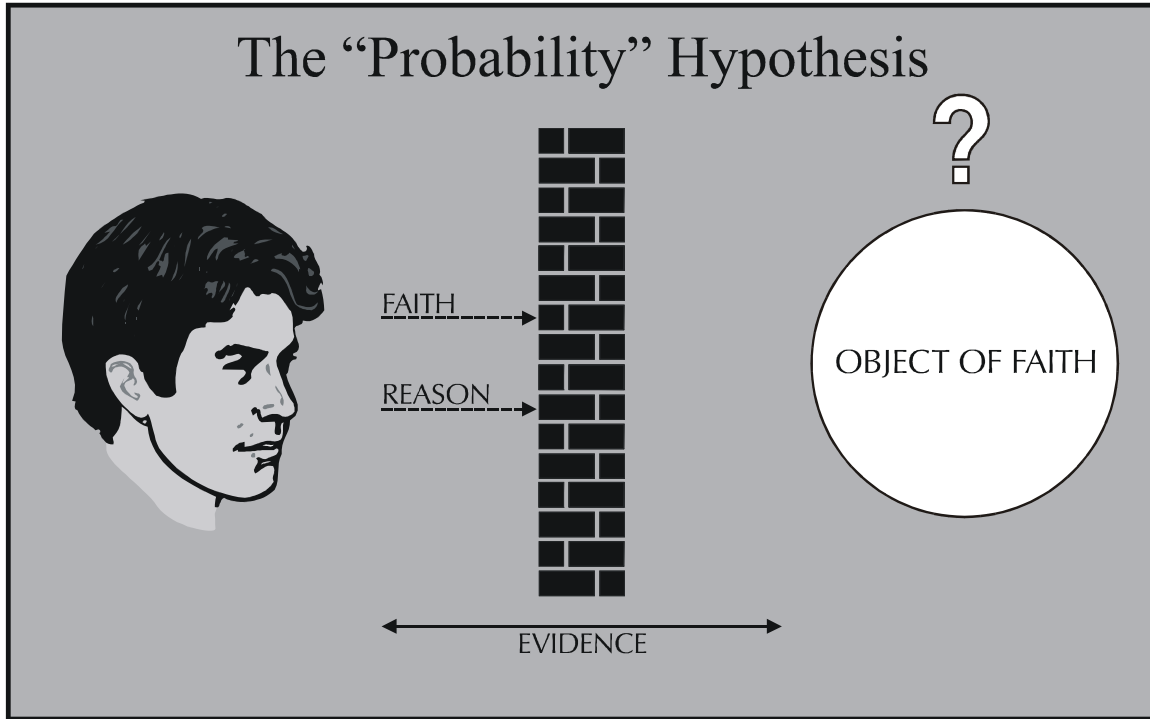 The “Probability” Hypothesis
?
FAITH
REASON
OBJECT OF FAITH
EVIDENCE